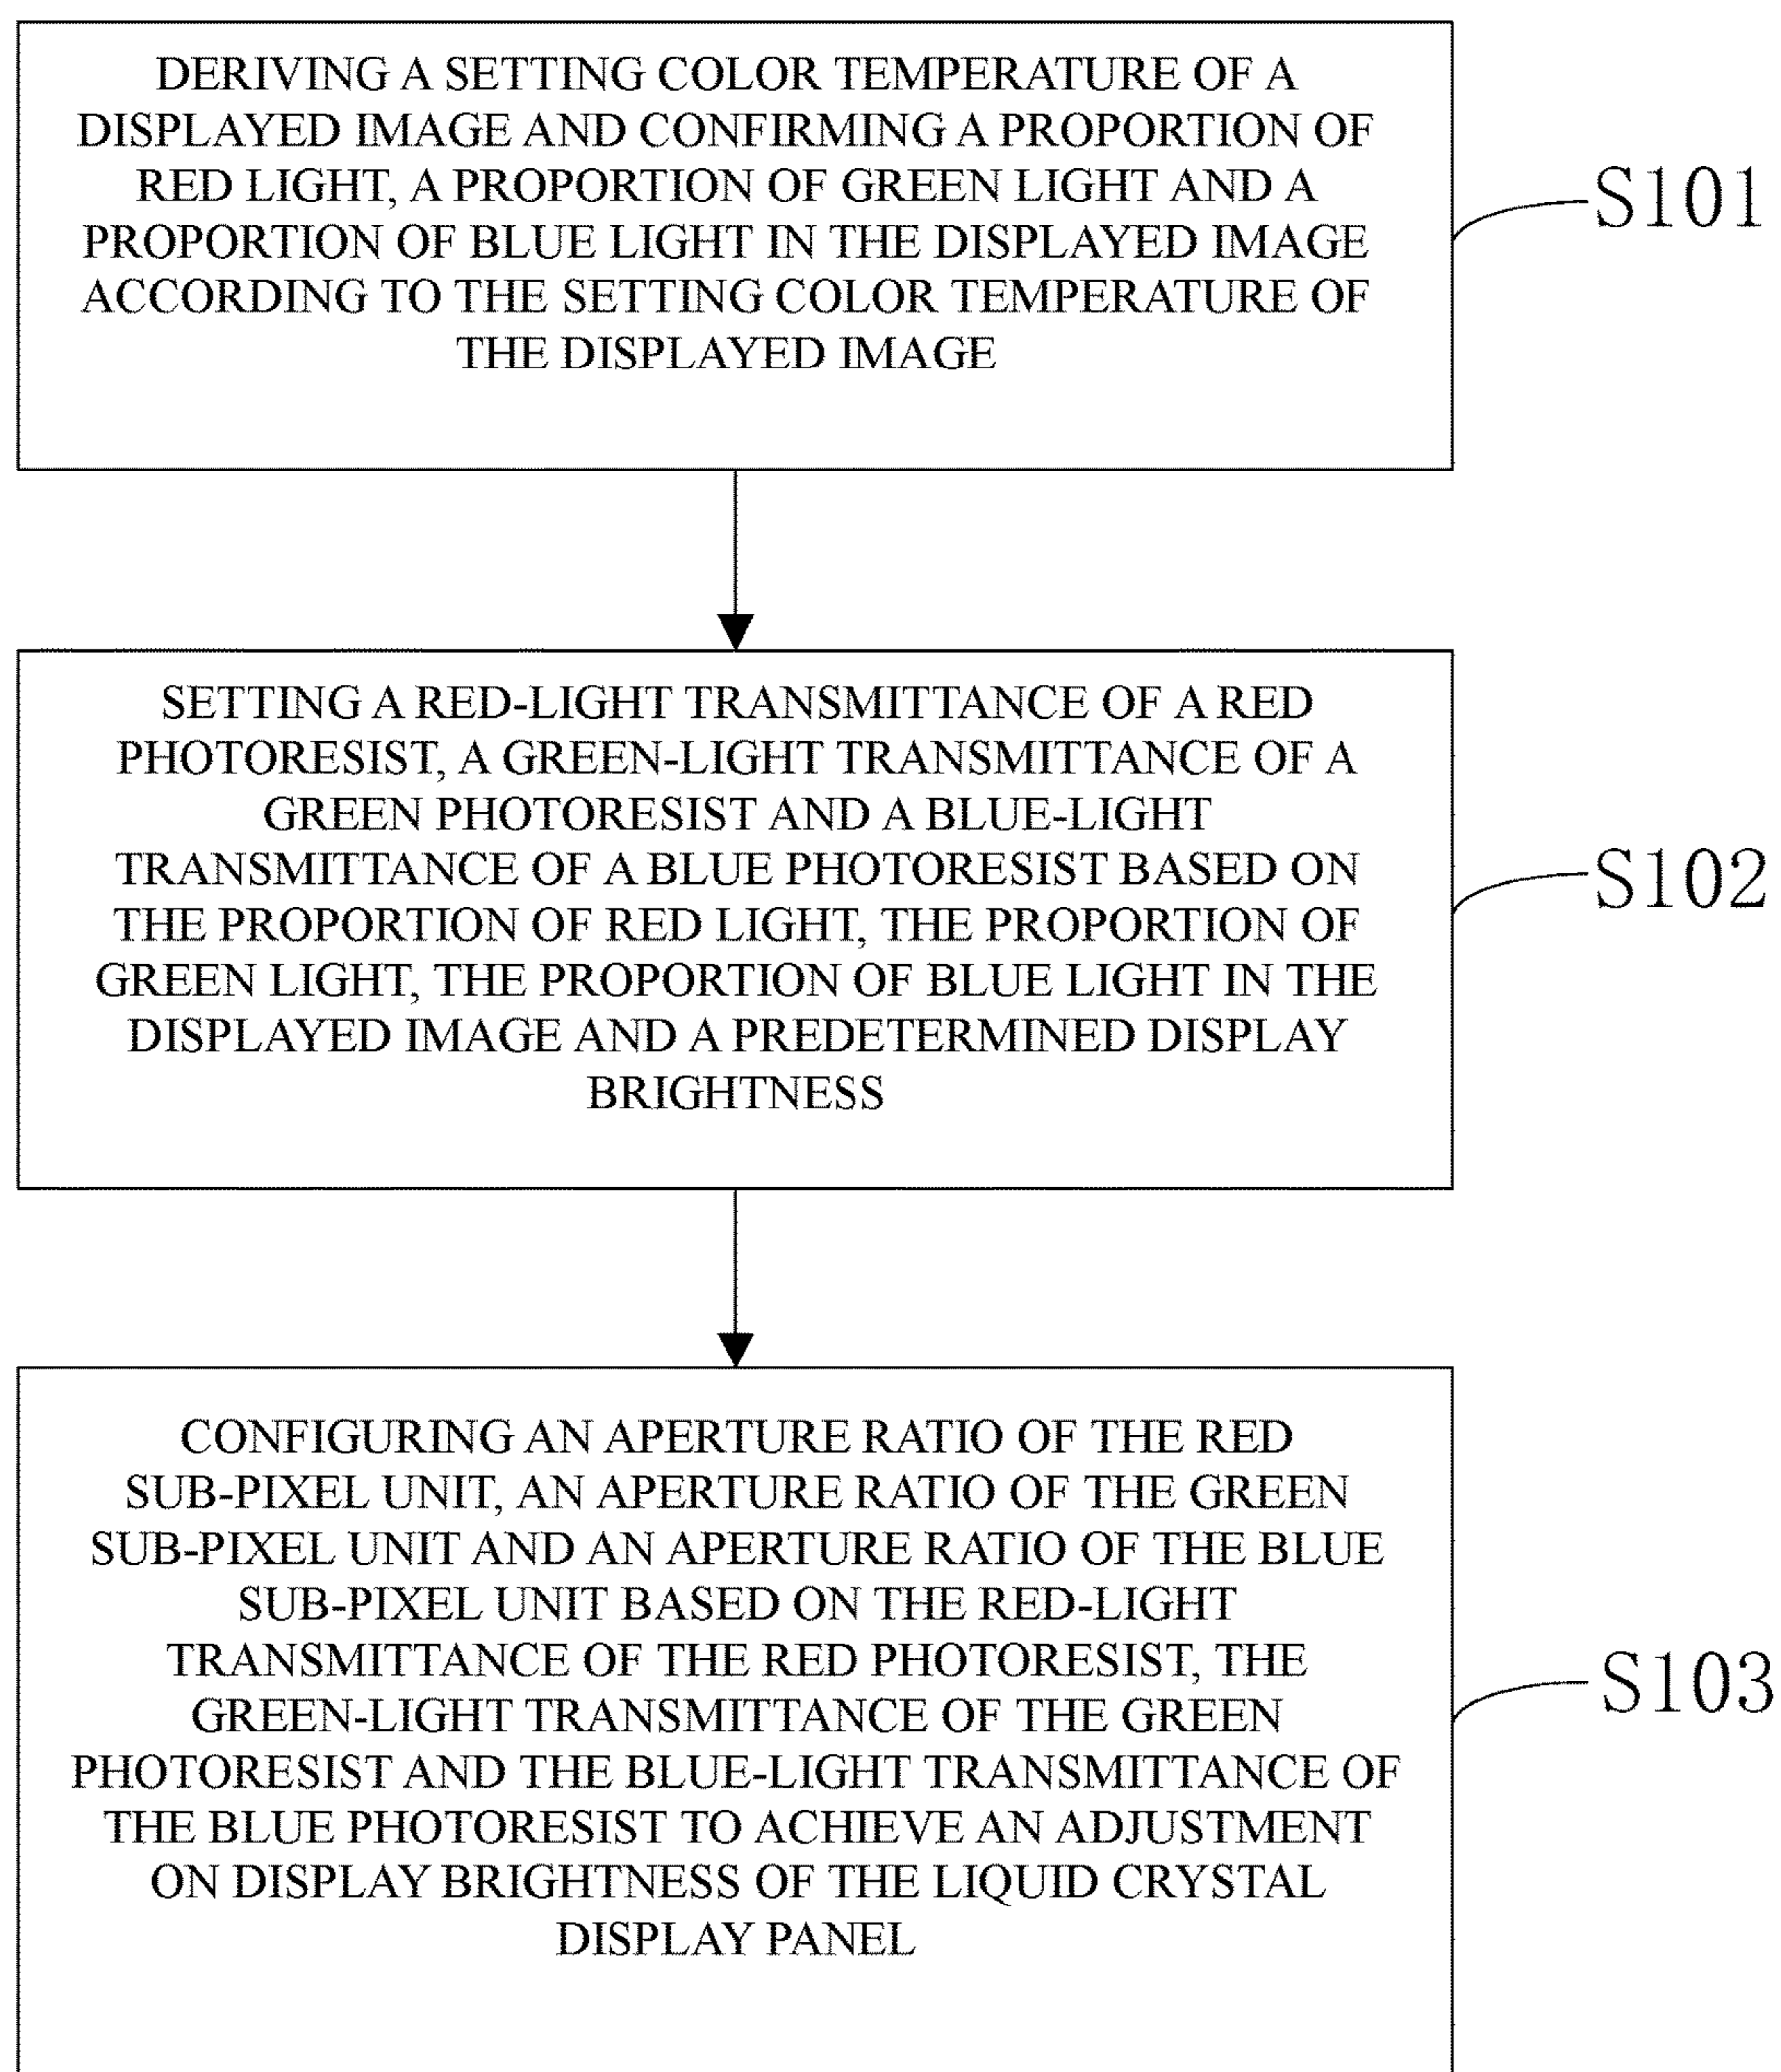 DERIVING A SETTING COLOR TEMPERATURE OF A
DISPLAYED IMAGE AND CONFIRMING A PROPORTION OF
RED LIGHT, A PROPORTION OF GREEN LIGHT AND A
PROPORTION OF BLUE LIGHT IN THE DISPLAYED IMAGE
ACCORDING TO THE SETTING COLOR TEMPERATURE OF
THE DISPLAYED IMAGE
S101
SETTING A RED-LIGHT TRANSMITTANCE OF A RED
PHOTORESIST, A GREEN-LIGHT TRANSMITTANCE OF A
GREEN PHOTORESIST AND A BLUE-LIGHT
TRANSMITTANCE OF A BLUE PHOTORESIST BASED ON
THE PROPORTION OF RED LIGHT, THE PROPORTION OF
GREEN LIGHT, THE PROPORTION OF BLUE LIGHT IN THE
DISPLAYED IMAGE AND A PREDETERMINED DISPLAY
BRIGHTNESS
S102
CONFIGURING AN APERTURE RATIO OF THE RED
SUB-PIXEL UNIT, AN APERTURE RATIO OF THE GREEN
SUB-PIXEL UNIT AND AN APERTURE RATIO OF THE BLUE
SUB-PIXEL UNIT BASED ON THE RED-LIGHT
TRANSMITTANCE OF THE RED PHOTORESIST, THE
GREEN-LIGHT TRANSMITTANCE OF THE GREEN
PHOTORESIST AND THE BLUE-LIGHT TRANSMITTANCE OF
THE BLUE PHOTORESIST TO ACHIEVE AN ADJUSTMENT
ON DISPLAY BRIGHTNESS OF THE LIQUID CRYSTAL
DISPLAY PANEL
S103